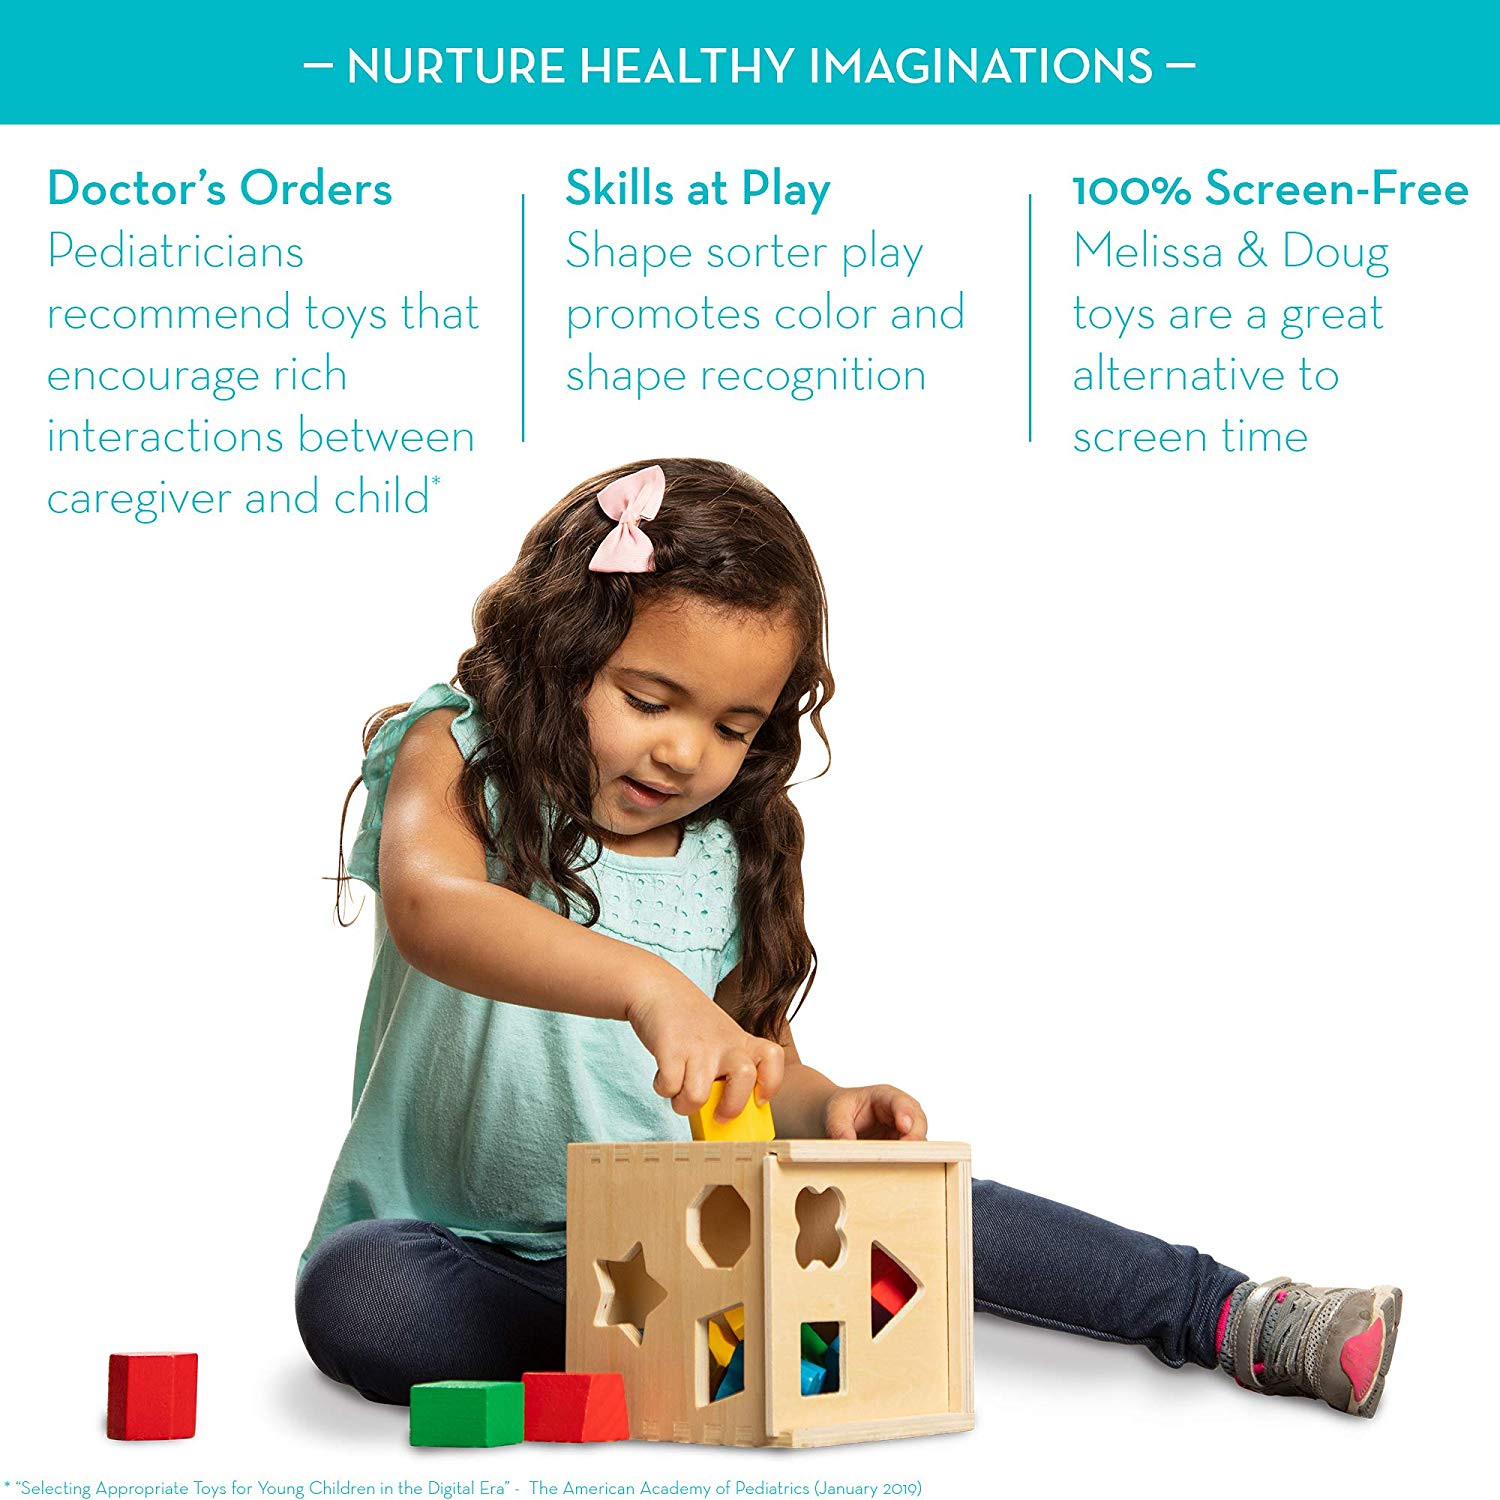 – NURTURE HEALTHY IMAGINATIONS –
Doctor's Orders
Pediatricians
recommend toys that
encourage rich
interactions between
caregiver and child*
Skills at Play
Shape sorter play
promotes color and
shape recognition
100% Screen-Free
Melissa & Doug
toys are a great
alternative to
screen time
* "Selecting Appropriate Toys for Young Children in the Digital Era" - The American Academy of Pediatrics (January 2019)